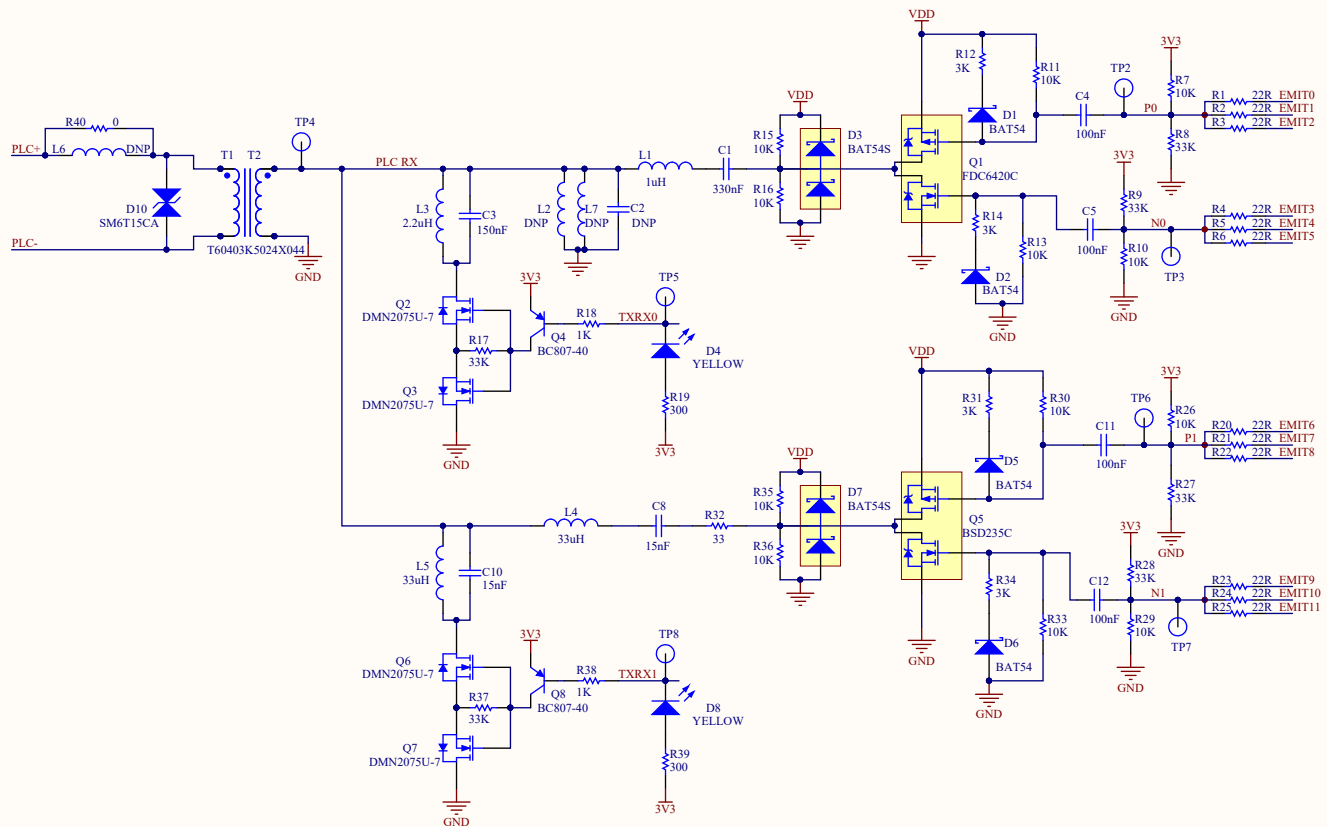 VDD
R12
3K
R11
10K
TP2
3V3
R7
10K
C4
P0
100nF
R1 22R EMIT0
R2 22R EMIT1
R3 22R EMIT2
D1
BAT54
R8
33K
VDD
R15
10K
R16
10K
D3
BAT54S
Q1
FDC6420C
R40 0
PLC+
L6 DNP
TP4
T1 T2
PLC RX
D10
SM6T15CA
PLC-
T60403K5024X044
GND
L3
2.2uH
C3
150nF
L2
DNP
L7
DNP
C2
DNP
L1
1uH
C1
330nF
3V3
R9
33K
C5
100nF
N0
R4 22R EMIT3
R5 22R EMIT4
R6 22R EMIT5
R10
10K
TP3
GND
R14
3K
R13
10K
D2
BAT54
GND
Q2
DMN2075U-7
3V3
R17
33K
Q4
BC807-40
R18
1K
TXRX0
TP5
D4
YELLOW
Q3
DMN2075U-7
R19
300
3V3
GND
VDD
R31
3K
R30
10K
TP6
3V3
R26
10K
C11
100nF
P1
R20 22R EMIT6
R21 22R EMIT7
R22 22R EMIT8
D5
BAT54
R27
33K
GND
VDD
R35
10K
R36
10K
D7
BAT54S
Q5
BSD235C
L4
33uH
C8
15nF
R32
33
L5
33uH
C10
15nF
GND
R34
3K
R33
10K
D6
BAT54
GND
3V3
R28
33K
C12
100nF
N1
R23 22R EMIT9
R24 22R EMIT10
R25 22R EMIT11
R29
10K
TP7
GND
Q6
DMN2075U-7
3V3
R37
33K
Q8
BC807-40
R38
1K
TXRX1
TP8
D8
YELLOW
Q7
DMN2075U-7
R39
300
3V3
GND